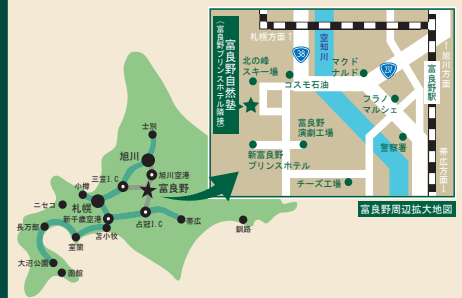 札幌方面↑
38
空知川
マクドナルド
237
↑旭川方面
北の峰
スキー場
コスモ石油
富良野駅
フラノ
マルシェ
富良野自然塾
（富良野プリンスホテル隣接）
富良野
演劇工場
警察署
新富良野
プリンスホテル
チーズ工場
帯広方面↓
富良野周辺拡大地図
士別
旭川
旭川空港
三笠I.C
富良野
小樽
ニセコ
札幌
新千歳空港
占冠I.C
帯広
釧路
長万部
苫小牧
室蘭
大沼公園
函館